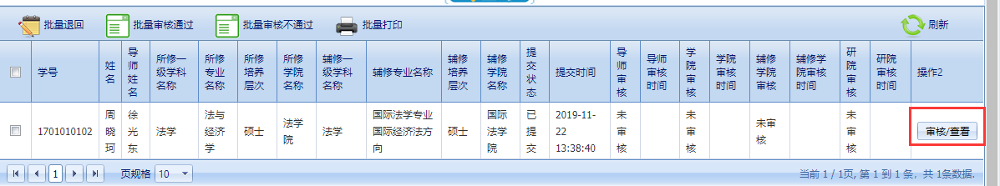 批量退回 批量审核通过 批量审核不通过 批量打印 刷新
学号 姓名 导师姓名 所修一级学科名称 所修专业名称 所修培养层次 所修学院名称 辅修一级学科名称 辅修专业名称 辅修培养层次 辅修学院名称 提交状态 提交时间 导师审核 导师审核时间 学院审核 学院审核时间 辅修学院审核 辅修学院审核时间 研院审核 研院审核时间 操作2
1701010102 周晓珂 徐光东 法学 法与经济学 硕士 法学院 法学 国际法学专业国际经济法方向 硕士 国际法学院 已提交 2019-11-22 13:38:40 未审核 未审核 未审核 未审核 审核/查看
1 页规格 10 当前 1 / 1页, 第 1 到 1 条, 共 1条数据.